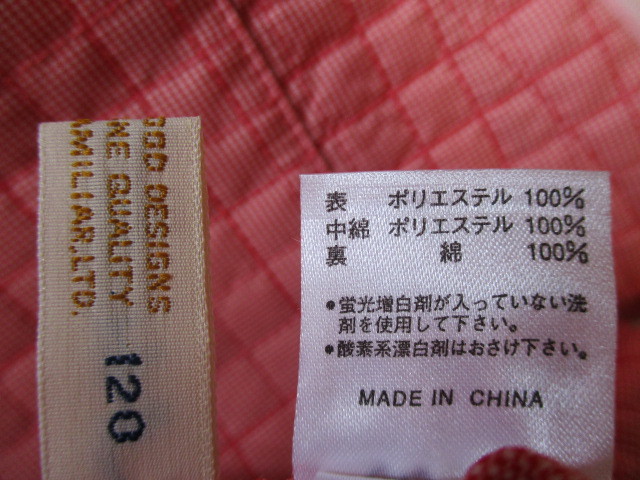 OOD DESIGNS
NE QUALITY
AMILIAR,LTD.
120
表 ポリエステル 100%
中綿 ポリエステル 100%
裏 綿 100%
•蛍光増白剤が入っていない洗
剤を使用して下さい。
•酸素系漂白剤はおさけ下さい。
MADE IN CHINA